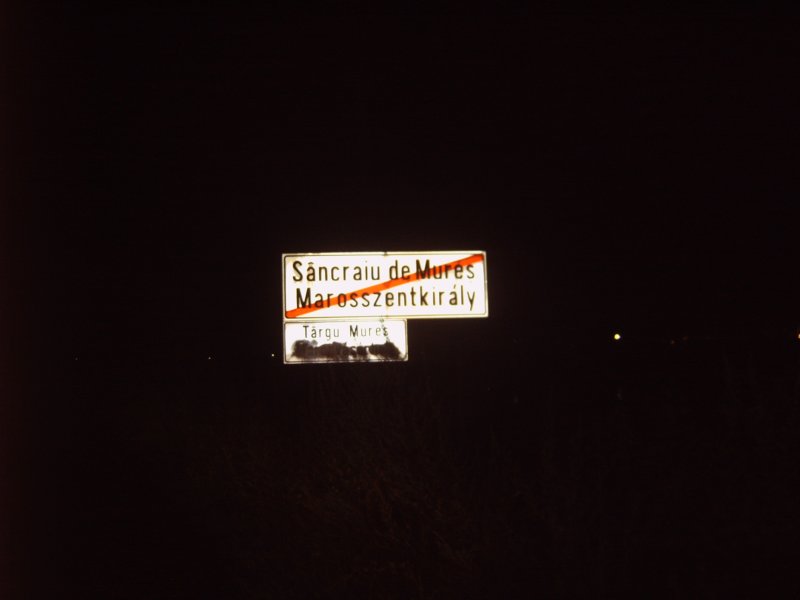 Sâncraiu de Mureș
Marosszentkirály
Târgu Mureș